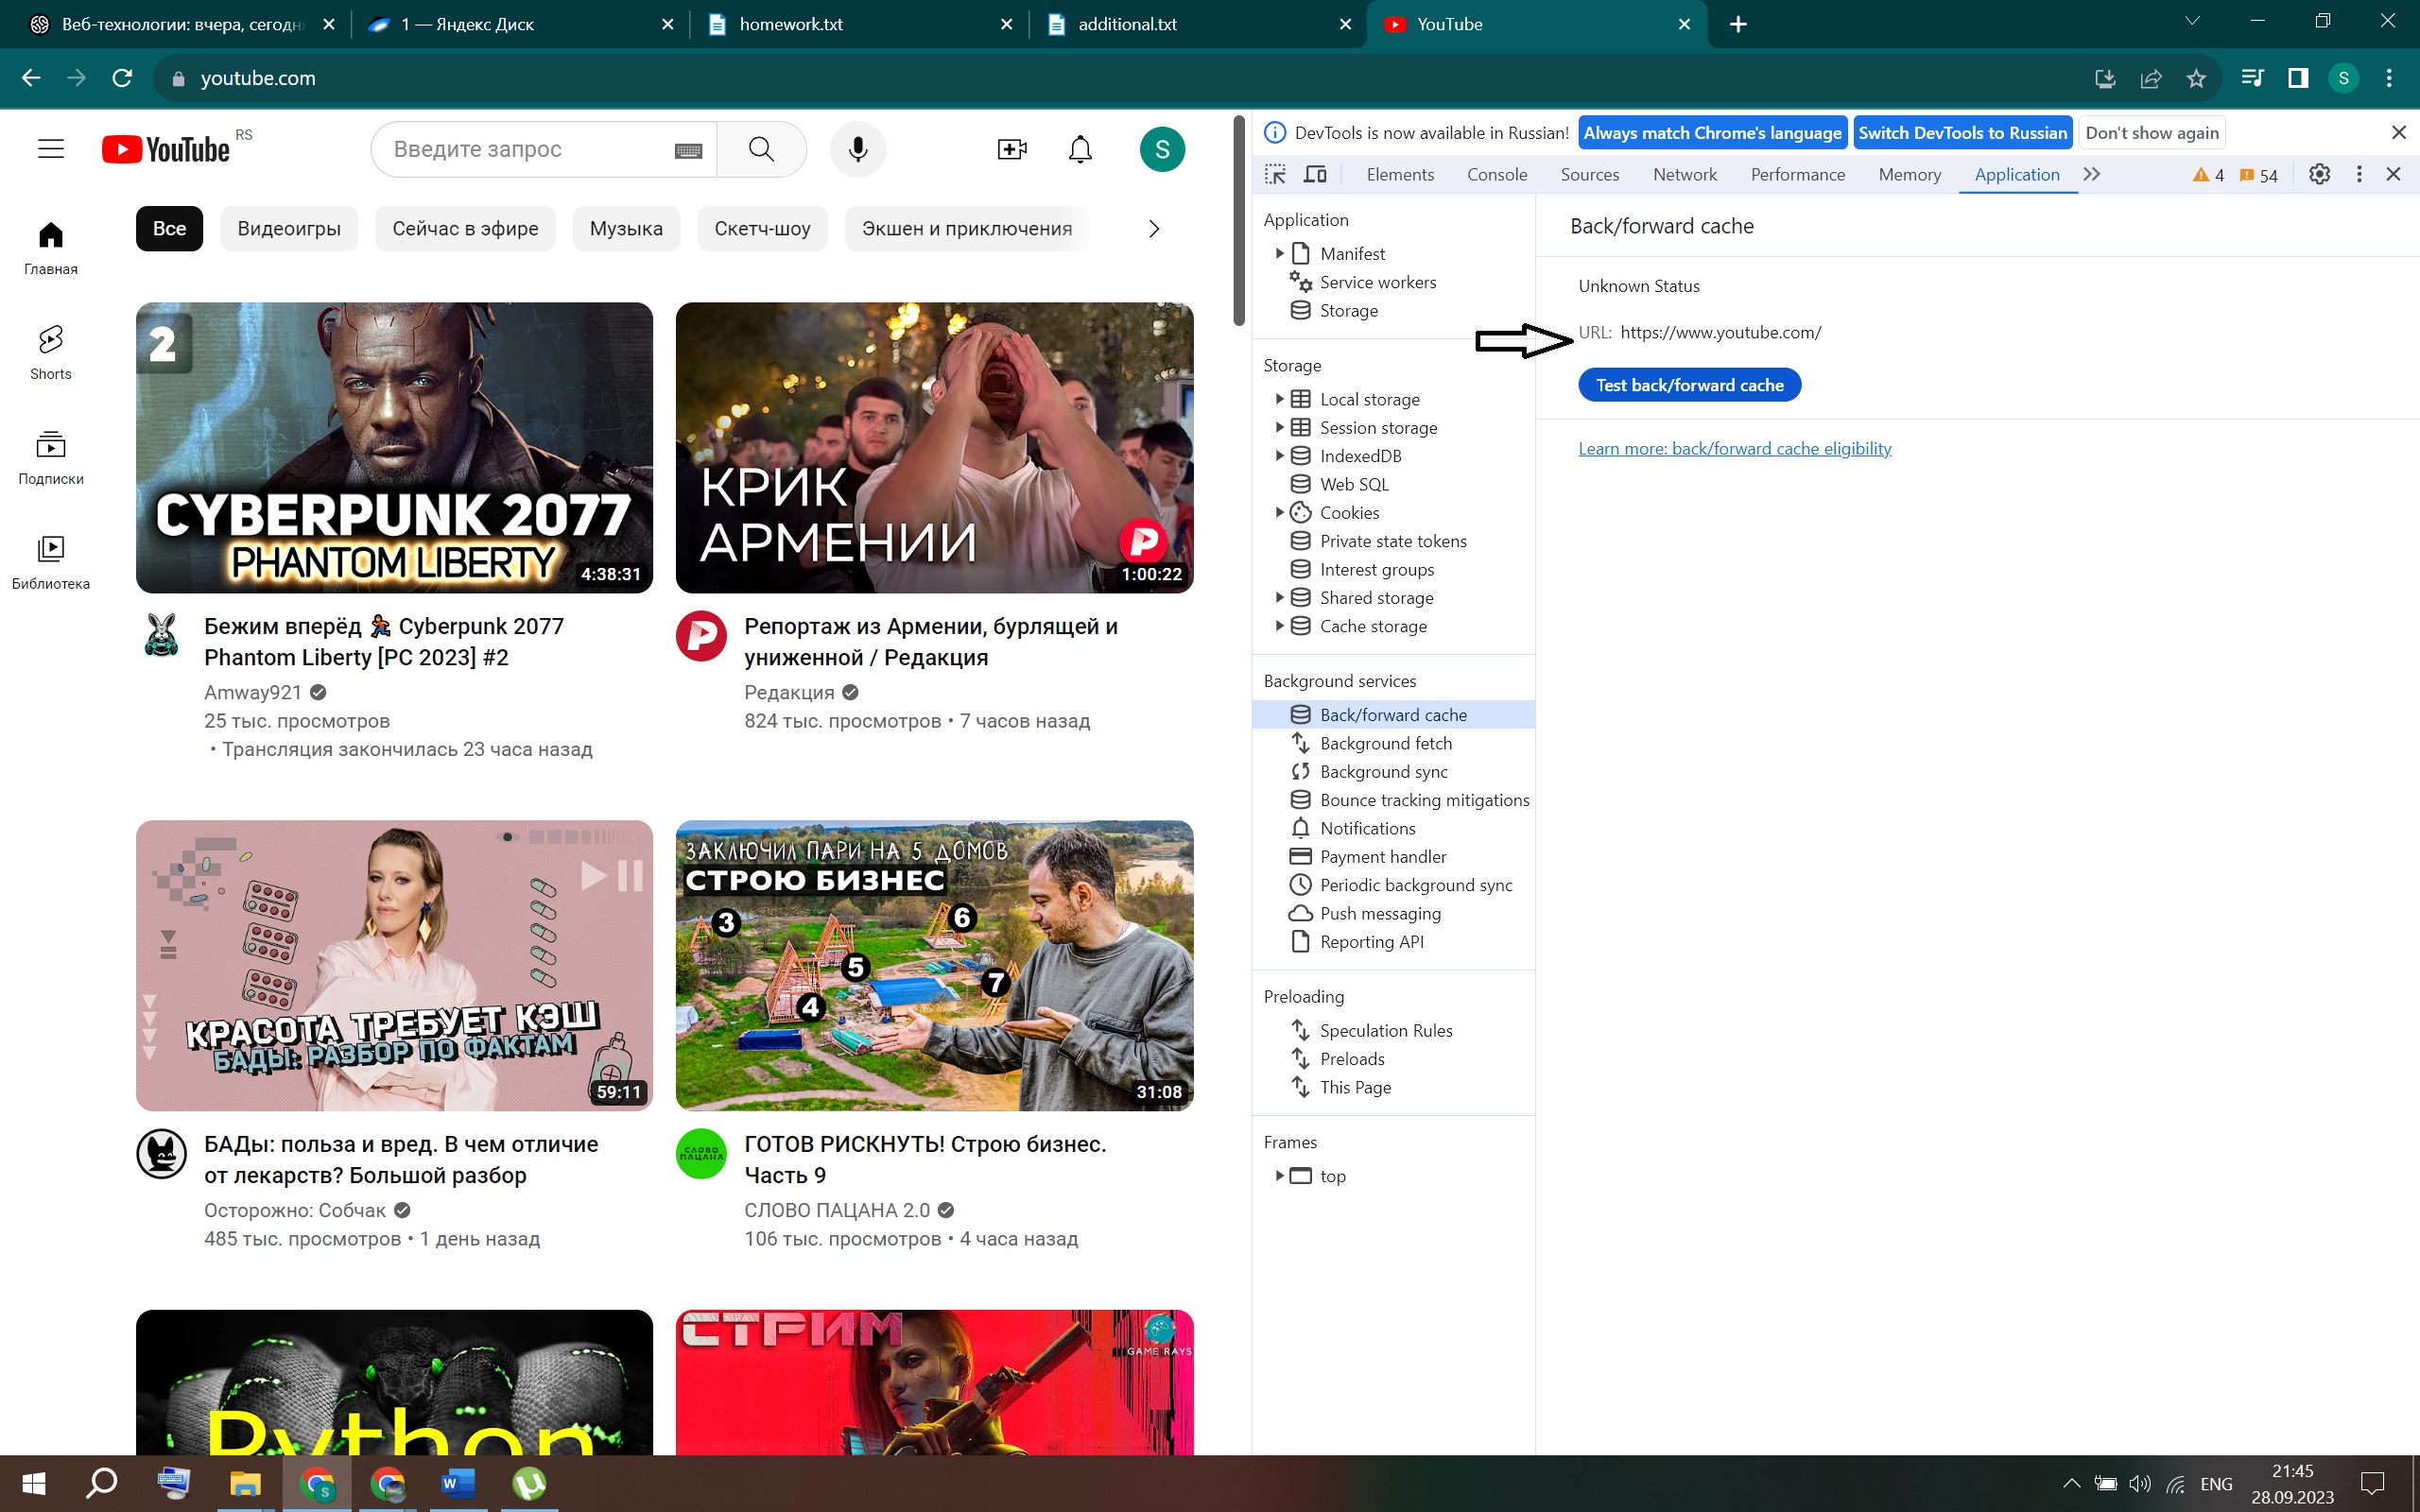 Веб-технологии: вчера, сегодн
1 — Яндекс Диск
homework.txt
additional.txt
YouTube
youtube.com
S
YouTube
RS
Введите запрос
S
Все
Видеоигры
Сейчас в эфире
Музыка
Скетч-шоу
Экшен и приключения
Главная
Shorts
Подписки
Библиотека
2
CYBERPUNK 2077
PHANTOM LIBERTY
4:38:31
Бежим вперёд 🏃 Cyberpunk 2077
Phantom Liberty [PC 2023] #2
Amway921
25 тыс. просмотров
• Трансляция закончилась 23 часа назад
КРИК
АРМЕНИИ
1:00:22
Репортаж из Армении, бурлящей и
униженной / Редакция
Редакция
824 тыс. просмотров • 7 часов назад
КРАСОТА ТРЕБУЕТ КЭШ
БАДЫ: РАЗБОР ПО ФАКТАМ
59:11
БАДы: польза и вред. В чем отличие
от лекарств? Большой разбор
Осторожно: Собчак
485 тыс. просмотров • 1 день назад
ЗАКЛЮЧИЛ ПАРИ НА 5 ДОМОВ
СТРОЮ БИЗНЕС
3
6
5
7
4
31:08
СЛОВО
ПАЦАНА
ГОТОВ РИСКНУТЬ! Строю бизнес.
Часть 9
СЛОВО ПАЦАНА 2.0
106 тыс. просмотров • 4 часа назад
Python
СТРИМ
GAME RAYS
DevTools is now available in Russian!
Always match Chrome's language
Switch DevTools to Russian
Don't show again
Elements
Console
Sources
Network
Performance
Memory
Application
4
54
Application
Manifest
Service workers
Storage
Storage
Local storage
Session storage
IndexedDB
Web SQL
Cookies
Private state tokens
Interest groups
Shared storage
Cache storage
Background services
Back/forward cache
Background fetch
Background sync
Bounce tracking mitigations
Notifications
Payment handler
Periodic background sync
Push messaging
Reporting API
Preloading
Speculation Rules
Preloads
This Page
Frames
top
Back/forward cache
Unknown Status
URL: https://www.youtube.com/
Test back/forward cache
Learn more: back/forward cache eligibility
ENG
21:45
28.09.2023